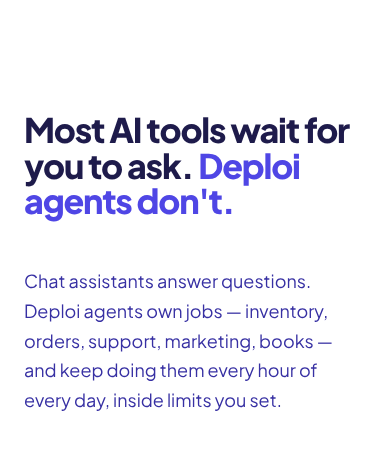 Most AI tools wait for
you to ask. Deploi
agents don't.
Chat assistants answer questions.
Deploi agents own jobs — inventory,
orders, support, marketing, books —
and keep doing them every hour of
every day, inside limits you set.